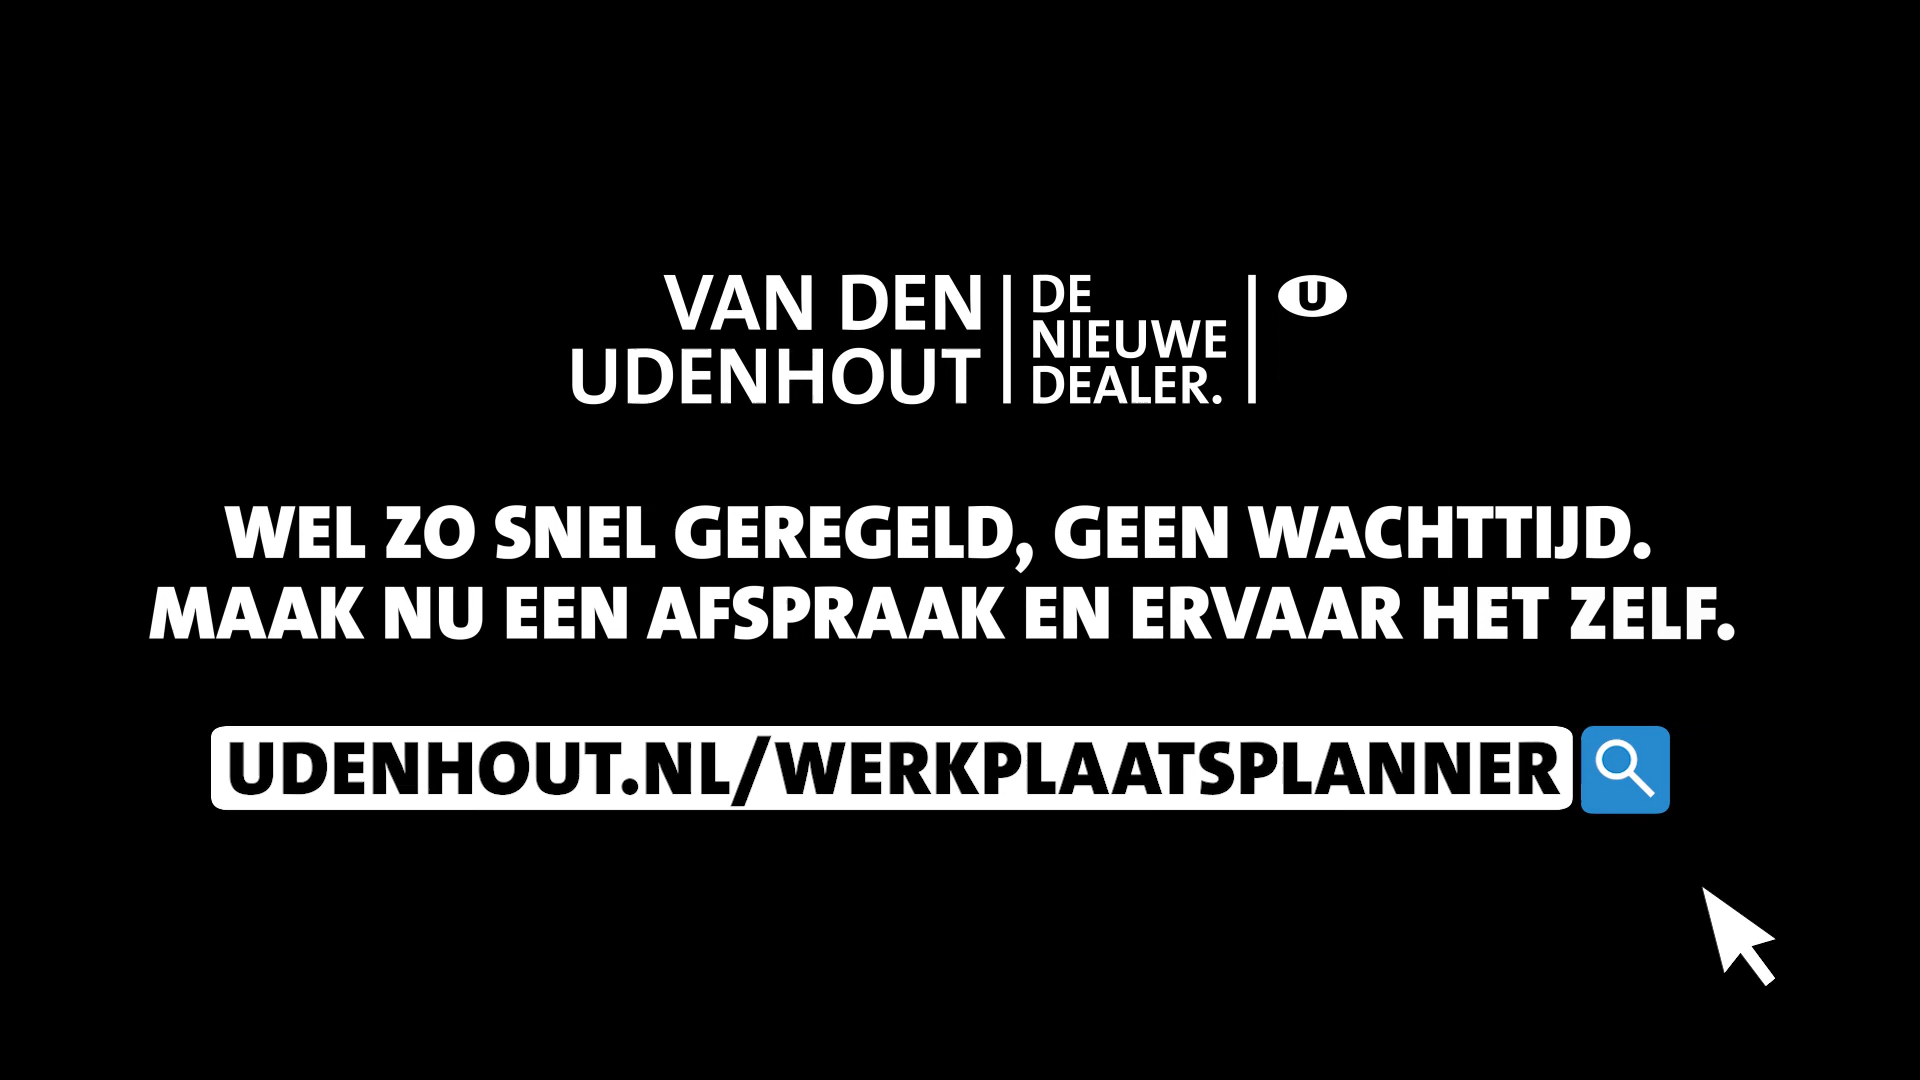 VAN DEN
UDENHOUT
DE
NIEUWE
DEALER.
U
WEL ZO SNEL GEREGELD, GEEN WACHTTIJD.
MAAK NU EEN AFSPRAAK EN ERVAAR HET ZELF.
UDENHOUT.NL/WERKPLAATSPLANNER